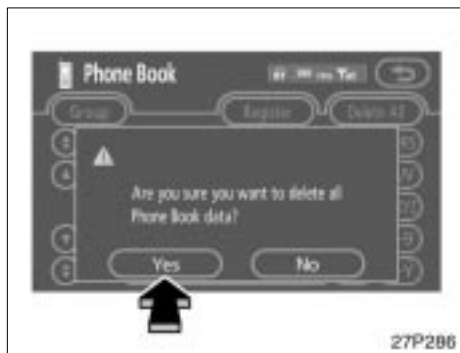 Phone Book
Group Register Delete All
Are you sure you want to delete all
Phone Book data?
Yes No
27P286